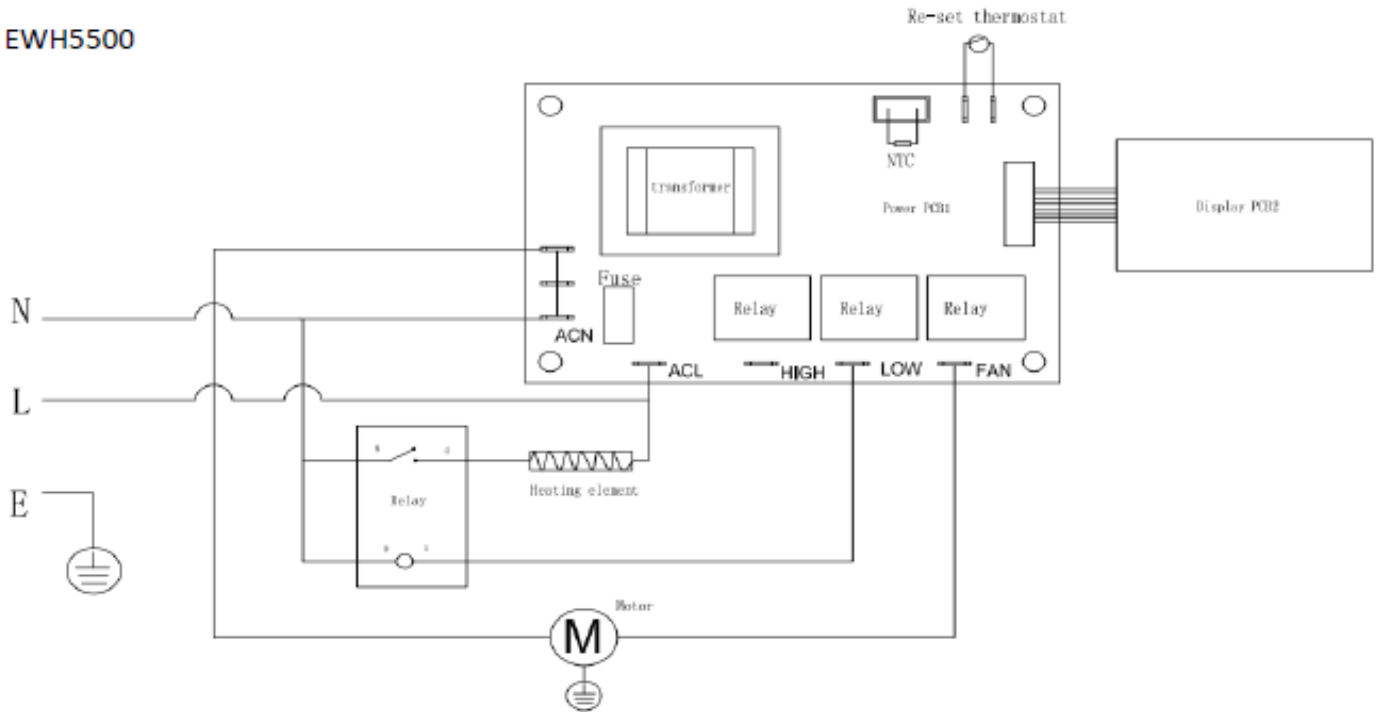 EWH5500
Re-set thermostat
transformer
NTC
Power PCB1
Display PCB2
N
Fuse
Relay
Relay
Relay
ACN
ACL
HIGH
LOW
FAN
L
Heating element
Relay
E
Motor
M